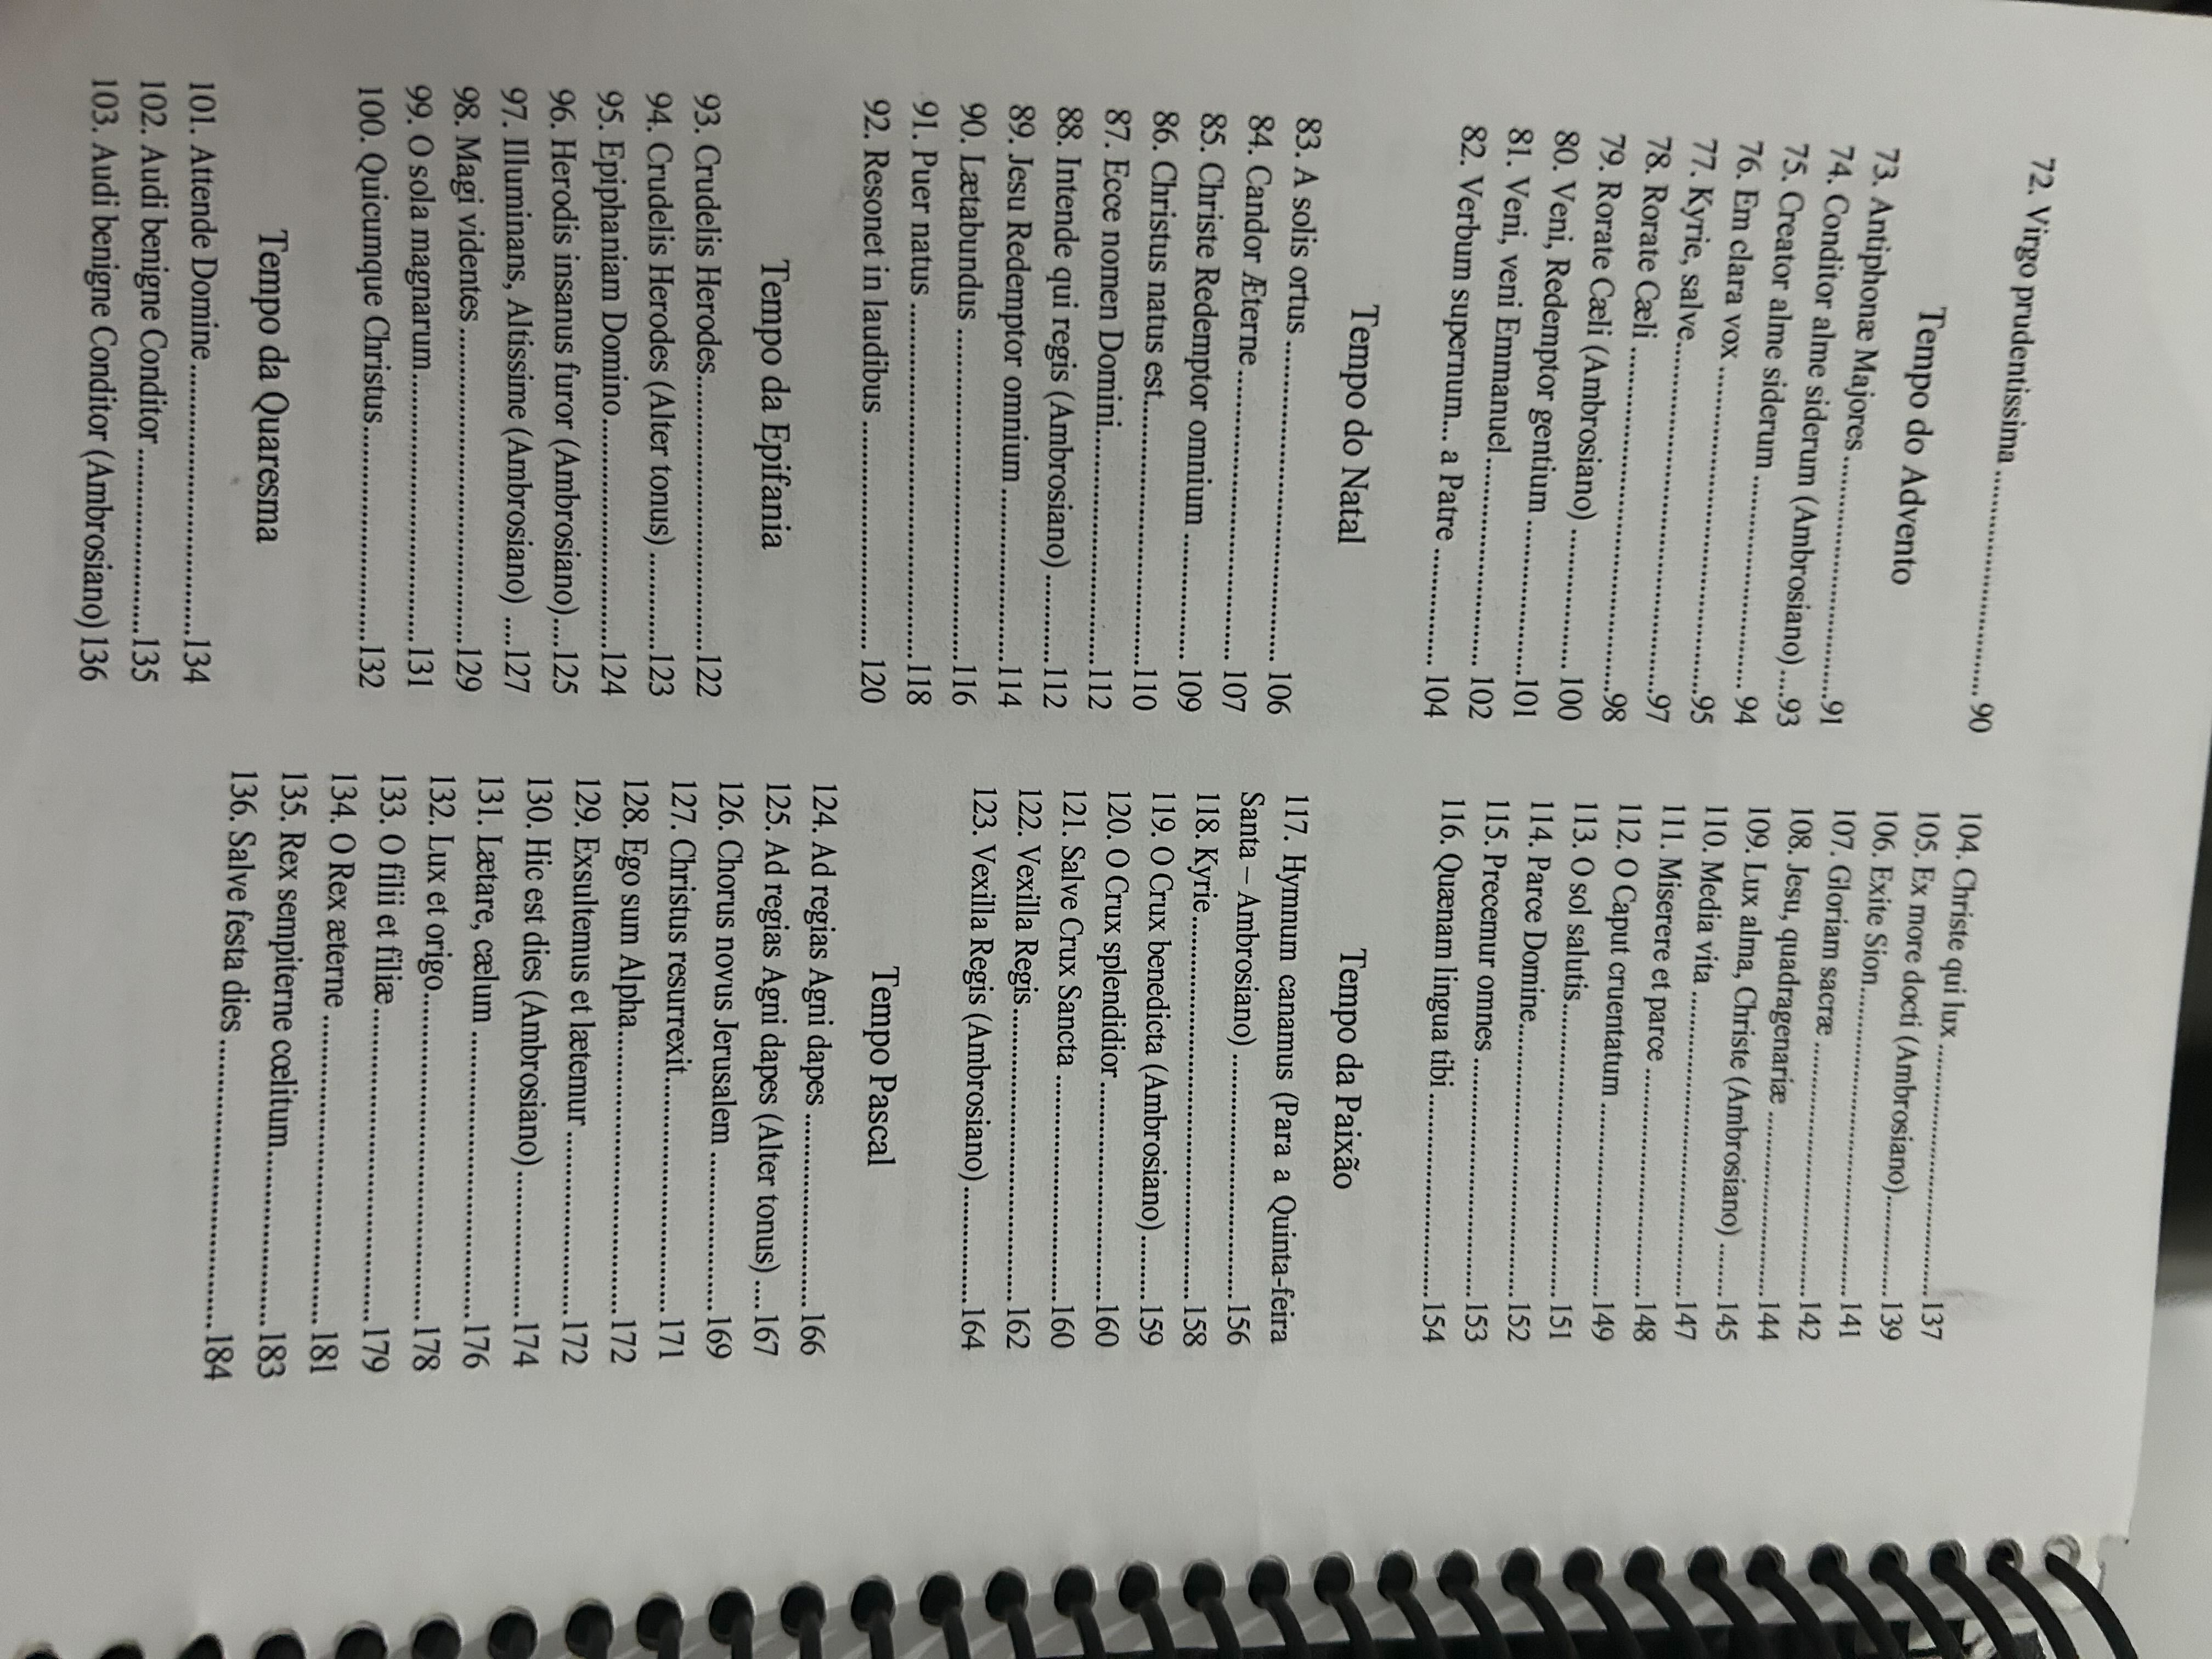 72. Virgo prudentissima ........................................ 90
Tempo do Advento
73. Antiphonæ Majores ........................................91
74. Conditor alme siderum ........................................
75. Creator alme siderum (Ambrosiano) ....93
76. Em clara vox ........................................ 94
77. Kyrie, salve........................................95
78. Rorate Cæli ........................................97
79. Rorate Cæli (Ambrosiano) ....................98
80. Veni, Redemptor gentium ....................100
81. Veni, veni Emmanuel........................101
82. Verbum supernum... a Patre ............ 104
Tempo do Natal
83. A solis ortus ........................................ 106
84. Candor Æterne.................................... 107
85. Christe Redemptor omnium .............. 109
86. Christus natus est................................ 110
87. Ecce nomen Domini............................112
88. Intende qui regis (Ambrosiano)..........112
89. Jesu Redemptor omnium ....................114
90. Lætabundus ........................................116
91. Puer natus ........................................118
92. Resonet in laudibus .......................... 120
Tempo da Epifania
93. Crudelis Herodes................................122
94. Crudelis Herodes (Alter tonus)...........123
95. Epiphaniam Domino...........................124
96. Herodis insanus furor (Ambrosiano)...125
97. Illuminans, Altissime (Ambrosiano) ....127
98. Magi videntes ....................................129
99. O sola magnarum................................131
100. Quicumque Christus..........................132
Tempo da Quaresma
101. Attende Domine................................134
102. Audi benigne Conditor .....................135
103. Audi benigne Conditor (Ambrosiano) 136
104. Christe qui lux ..................................137
105. Ex more docti (Ambrosiano)............139
106. Exite Sion........................................141
107. Gloriam sacræ ..................................142
108. Jesu, quadragenariæ .......................144
109. Lux alma, Christe (Ambrosiano) .......145
110. Media vita ........................................147
111. Miserere et parce .............................148
112. O Caput cruentatum .........................149
113. O sol salutis......................................151
114. Parce Domine...................................152
115. Precemur omnes ..............................153
116. Quænam lingua tibi .........................154
Tempo da Paixão
117. Hymnum canamus (Para a Quinta-feira
Santa – Ambrosiano) .............................156
118. Kyrie ................................................158
119. O Crux benedicta (Ambrosiano)........159
120. O Crux splendidior...........................160
121. Salve Crux Sancta ............................160
122. Vexilla Regis....................................162
123. Vexilla Regis (Ambrosiano)..............164
Tempo Pascal
124. Ad regias Agni dapes ......................166
125. Ad regias Agni dapes (Alter tonus) ....167
126. Chorus novus Jerusalem ..................169
127. Christus resurrexit...........................171
128. Ego sum Alpha................................172
129. Exsultemus et lætemur ....................172
130. Hic est dies (Ambrosiano)................174
131. Lætare, cælum .................................176
132. Lux et origo......................................178
133. O filii et filiæ...................................179
134. O Rex æterne ...................................181
135. Rex sempiterne cœlitum...................183
136. Salve festa dies ................................184